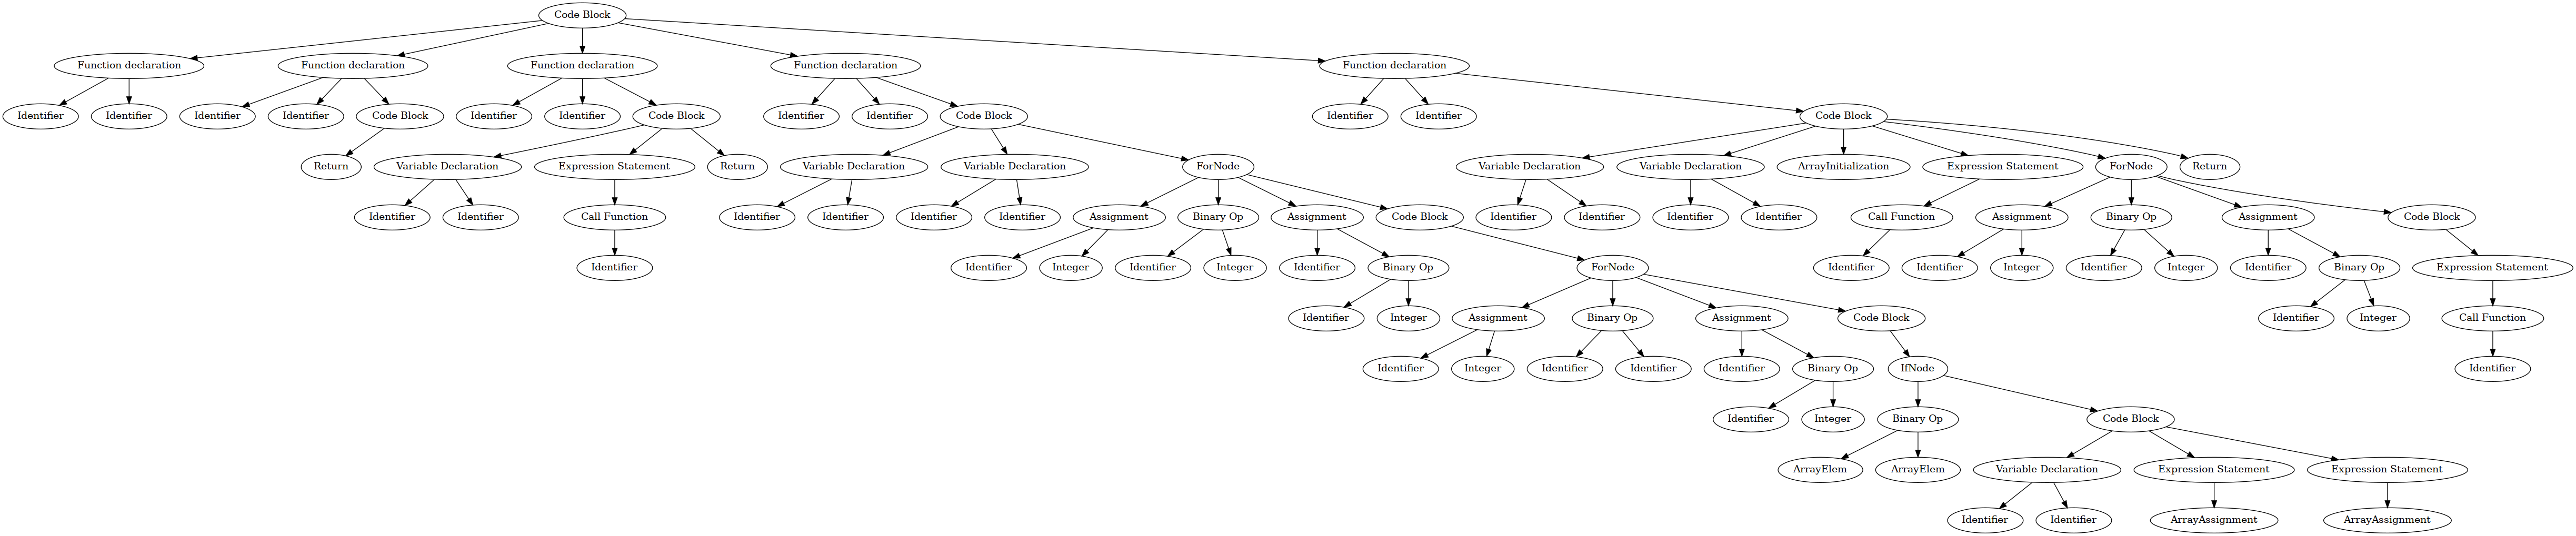 Code Block
Function declaration Function declaration Function declaration Function declaration Function declaration
Identifier Identifier Identifier Identifier Code Block Identifier Identifier Code Block Identifier Identifier Code Block Identifier Identifier Code Block
Return Variable Declaration Expression Statement Return Variable Declaration Variable Declaration ForNode Variable Declaration Variable Declaration ArrayInitialization Expression Statement ForNode Return
Identifier Identifier Call Function Identifier Identifier Identifier Identifier Assignment Binary Op Assignment Code Block Identifier Identifier Identifier Identifier Call Function Assignment Binary Op Assignment Code Block
Identifier Identifier Integer Identifier Integer Identifier Binary Op ForNode Identifier Identifier Integer Identifier Integer Identifier Binary Op Expression Statement
Identifier Integer Assignment Binary Op Assignment Code Block Identifier Integer Call Function
Identifier Integer Identifier Identifier Identifier Binary Op IfNode Identifier
Identifier Integer Binary Op Code Block
ArrayElem ArrayElem Variable Declaration Expression Statement Expression Statement
Identifier Identifier ArrayAssignment ArrayAssignment